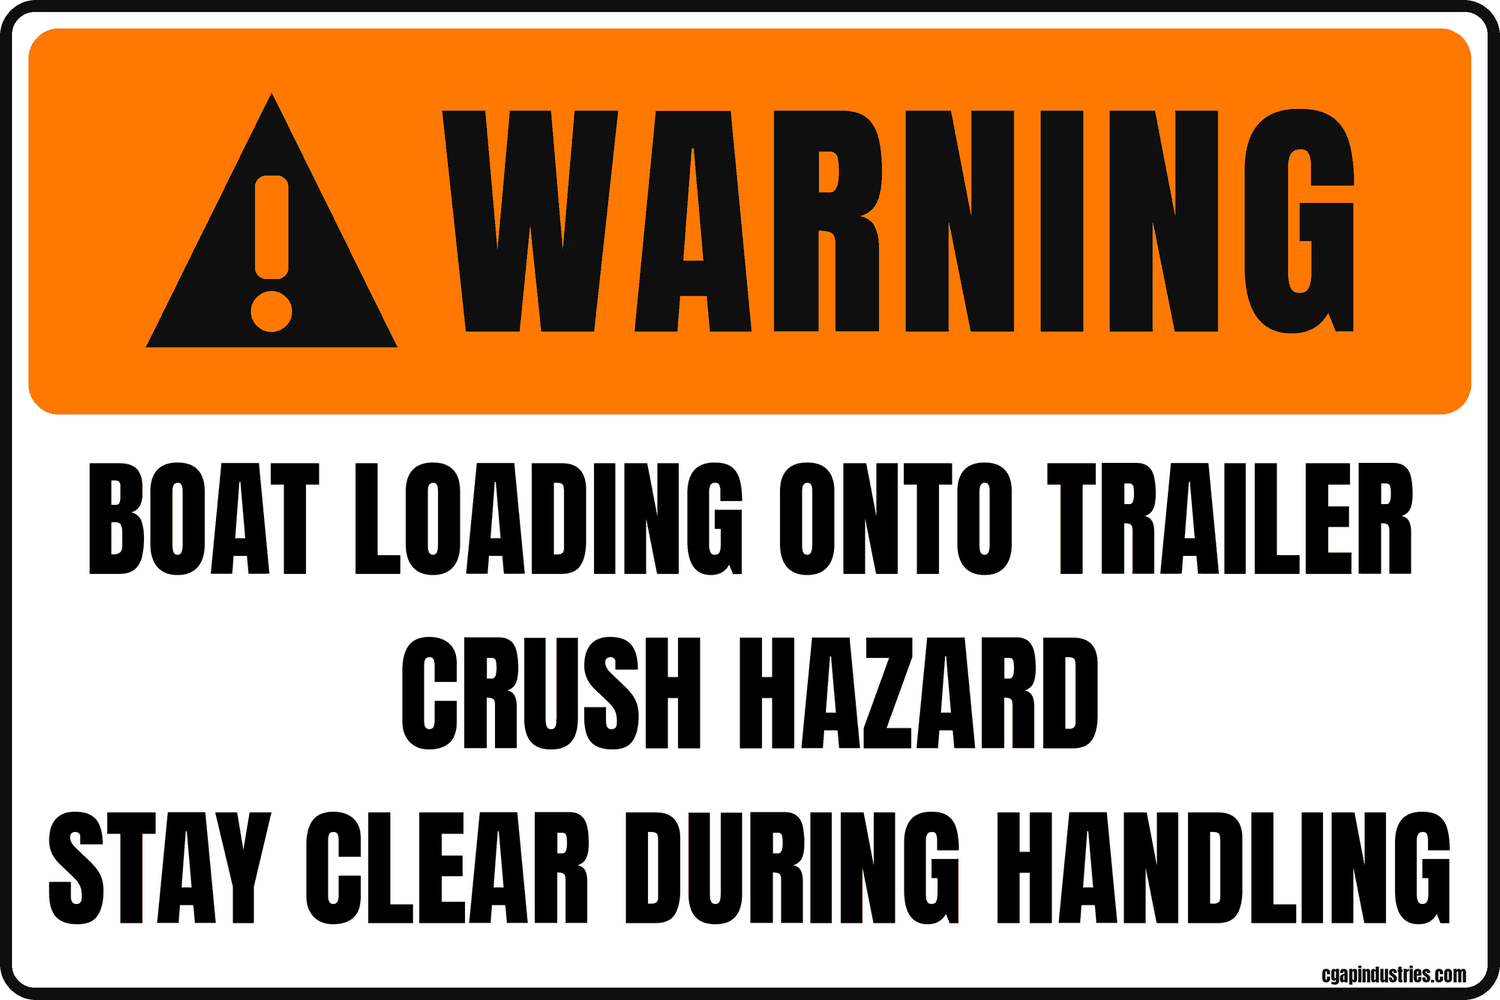 WARNING
BOAT LOADING ONTO TRAILER
CRUSH HAZARD
STAY CLEAR DURING HANDLING
cgapindustries.com